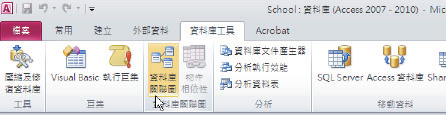 School : 資料庫 (Access 2007 - 2010) - Mic
檔案 常用 建立 外部資料 資料庫工具 Acrobat
壓縮及修復資料庫
Visual Basic 執行巨集
資料庫關聯圖
物件相依性
資料庫文件產生器
分析執行效能
分析資料表
SQL Server Access 資料庫 Shar
工具 巨集 資料庫關聯圖 分析 移動資料